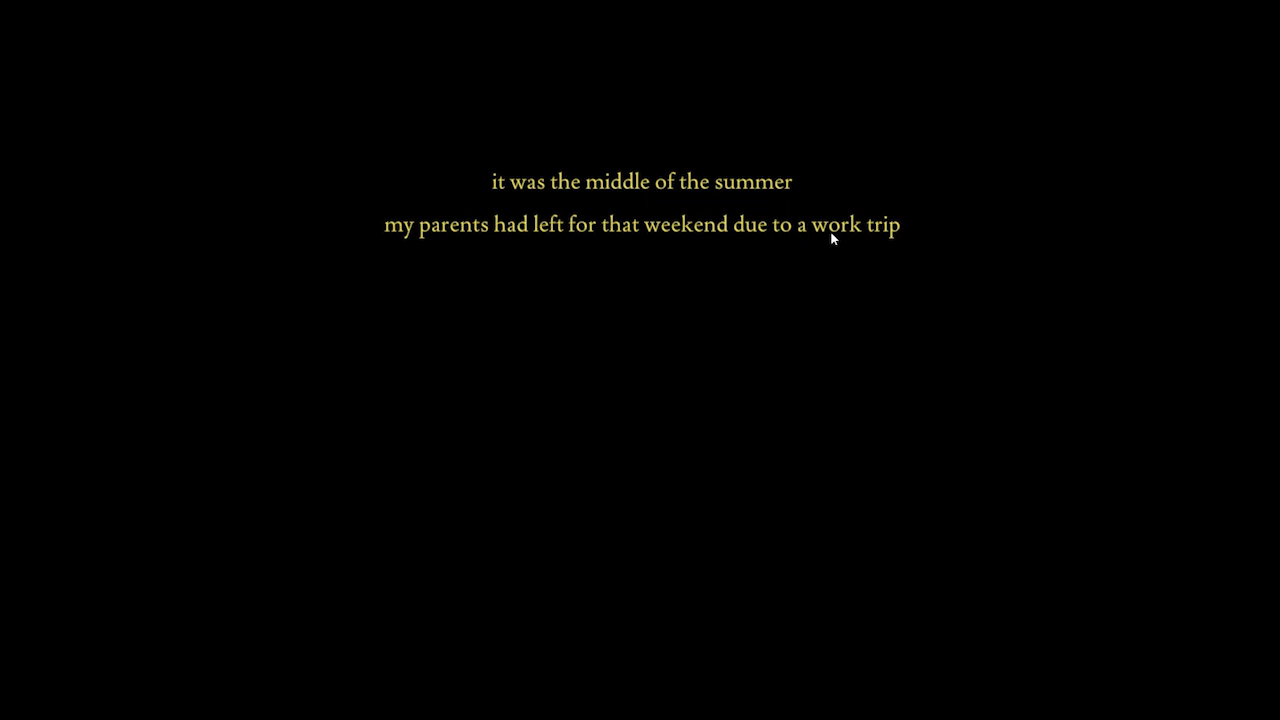 it was the middle of the summer
my parents had left for that weekend due to a work trip